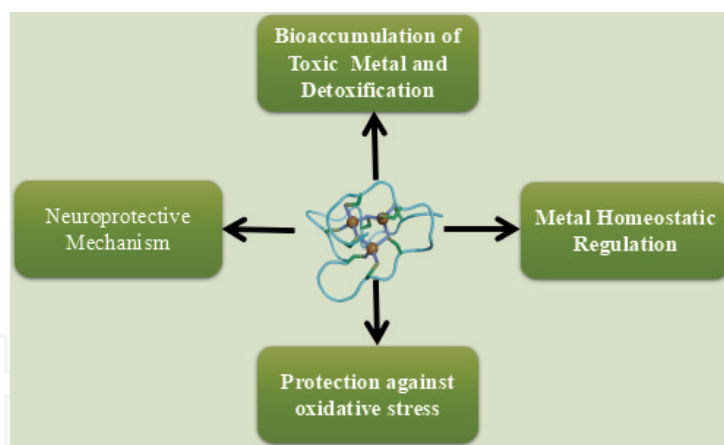 Bioaccumulation of
Toxic Metal and
Detoxification
Neuroprotective
Mechanism
Metal Homeostatic
Regulation
Protection against
oxidative stress